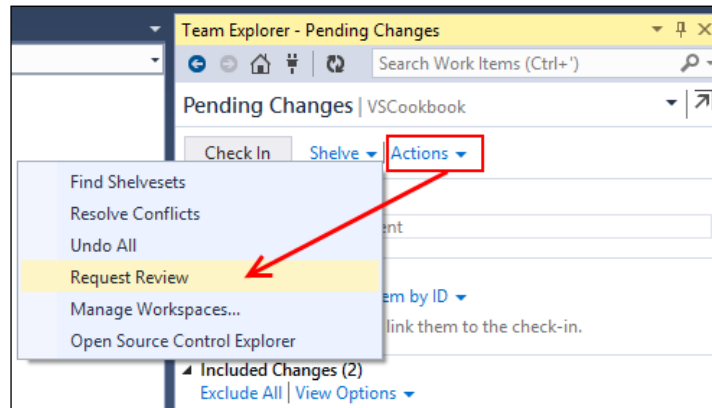 Team Explorer - Pending Changes
Search Work Items (Ctrl+')
Pending Changes | VSCookbook
Check In Shelve Actions
Find Shelvesets
Resolve Conflicts
Undo All
Request Review
Manage Workspaces...
Open Source Control Explorer
by ID
link them to the check-in.
Included Changes (2)
Exclude All | View Options